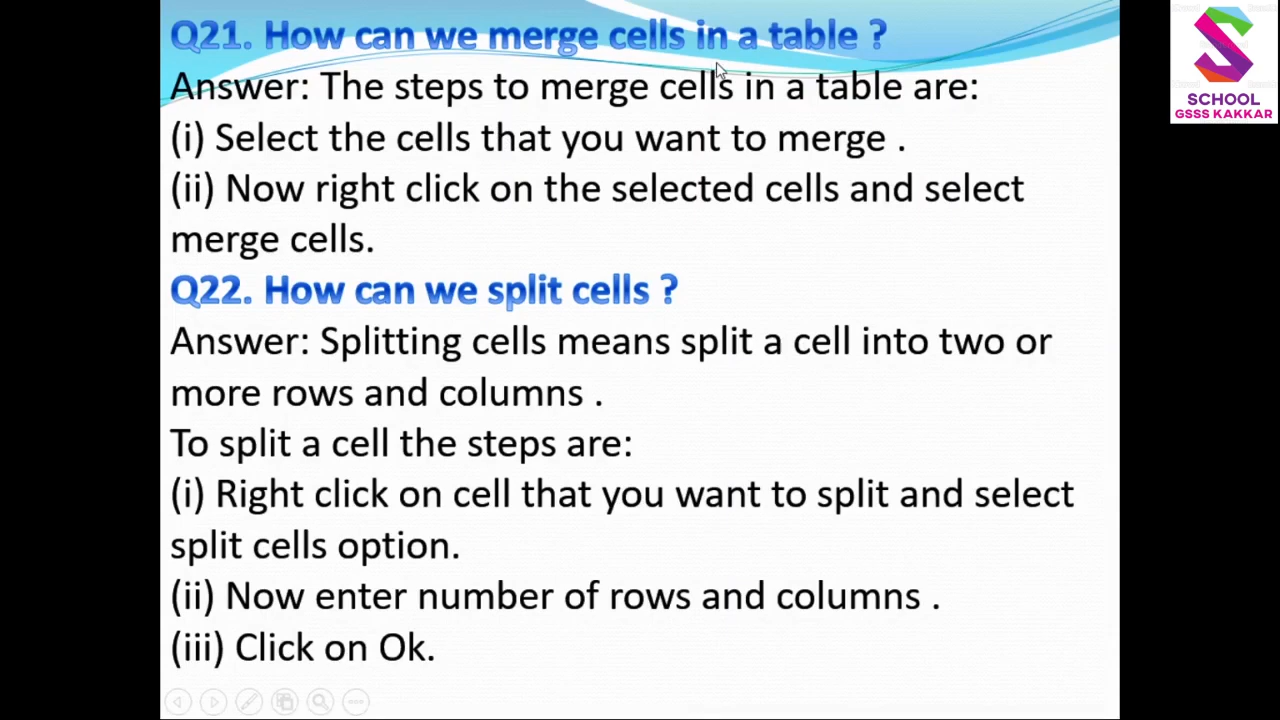 Q21. How can we merge cells in a table ?
Answer: The steps to merge cells in a table are:
(i) Select the cells that you want to merge .
(ii) Now right click on the selected cells and select
merge cells.
Q22. How can we split cells ?
Answer: Splitting cells means split a cell into two or
more rows and columns .
To split a cell the steps are:
(i) Right click on cell that you want to split and select
split cells option.
(ii) Now enter number of rows and columns .
(iii) Click on Ok.
SCHOOL
GSSS KAKKAR